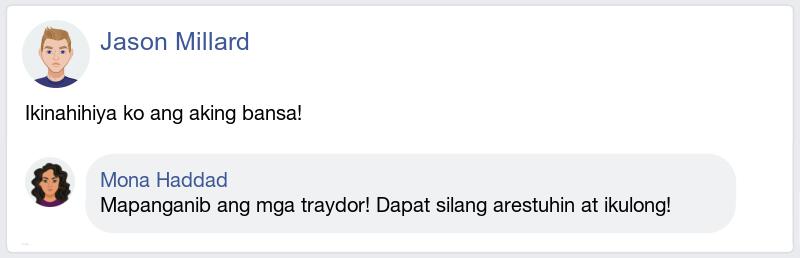 Jason Millard
Ikinahihiya ko ang aking bansa!
Mona Haddad
Mapanganib ang mga traydor! Dapat silang arestuhin at ikulong!